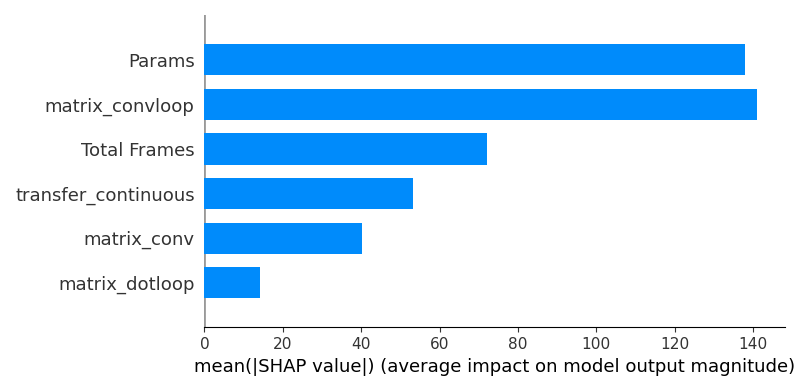 Params
matrix_convloop
Total Frames
transfer_continuous
matrix_conv
matrix_dotloop
0 20 40 60 80 100 120 140
mean(|SHAP value|) (average impact on model output magnitude)